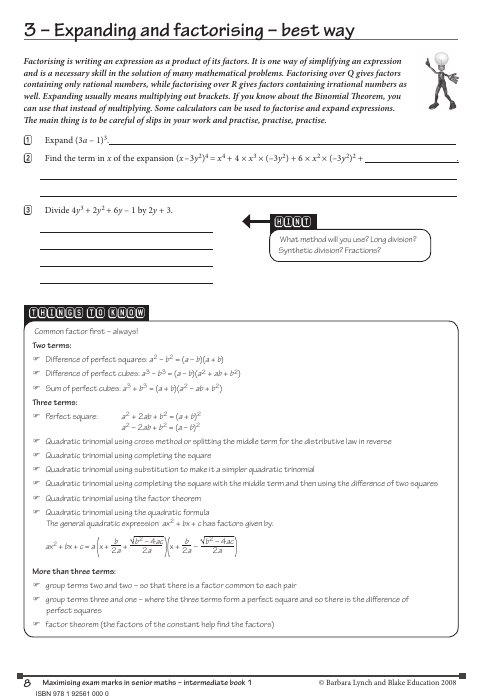 3 – Expanding and factorising – best way
Factorising is writing an expression as a product of its factors. It is one way of simplifying an expression
and is a necessary skill in the solution of many mathematical problems. Factorising over Q gives factors
containing only rational numbers, while factorising over R gives factors containing irrational numbers as
well. Expanding usually means multiplying out brackets. If you know about the Binomial Theorem, you
can use that instead of multiplying. Some calculators can be used to factorise and expand expressions.
The main thing is to be careful of slips in your work and practise, practise, practise.
1 Expand (3a – 1)³.
2 Find the term in x of the expansion (x –3y²)⁴ = x⁴ + 4 × x³ × (–3y²) + 6 × x² × (–3y²)² + .
3 Divide 4y³ + 2y² + 6y – 1 by 2y + 3.
HINT
What method will you use? Long division?
Synthetic division? Fractions?
THINGS TO KNOW
Common factor first – always!
Two terms:
☞ Difference of perfect squares: a² – b² = (a – b)(a + b)
☞ Difference of perfect cubes: a³ – b³ = (a – b)(a² + ab + b²)
☞ Sum of perfect cubes: a³ + b³ = (a + b)(a² – ab + b²)
Three terms:
☞ Perfect square: a² + 2ab + b² = (a + b)²
a² – 2ab + b² = (a – b)²
☞ Quadratic trinomial using cross method or splitting the middle term for the distributive law in reverse
☞ Quadratic trinomial using completing the square
☞ Quadratic trinomial using substitution to make it a simpler quadratic trinomial
☞ Quadratic trinomial using completing the square with the middle term and then using the difference of two squares
☞ Quadratic trinomial using the factor theorem
☞ Quadratic trinomial using the quadratic formula
The general quadratic expression ax² + bx + c has factors given by:
ax² + bx + c = a(x + b/2a + √(b² – 4ac)/2a)(x + b/2a – √(b² – 4ac)/2a)
More than three terms:
☞ group terms two and two – so that there is a factor common to each pair
☞ group terms three and one – where the three terms form a perfect square and so there is the difference of
perfect squares
☞ factor theorem (the factors of the constant help find the factors)
8 Maximising exam marks in senior maths – intermediate book 1 © Barbara Lynch and Blake Education 2008
ISBN 978 1 92561 000 0